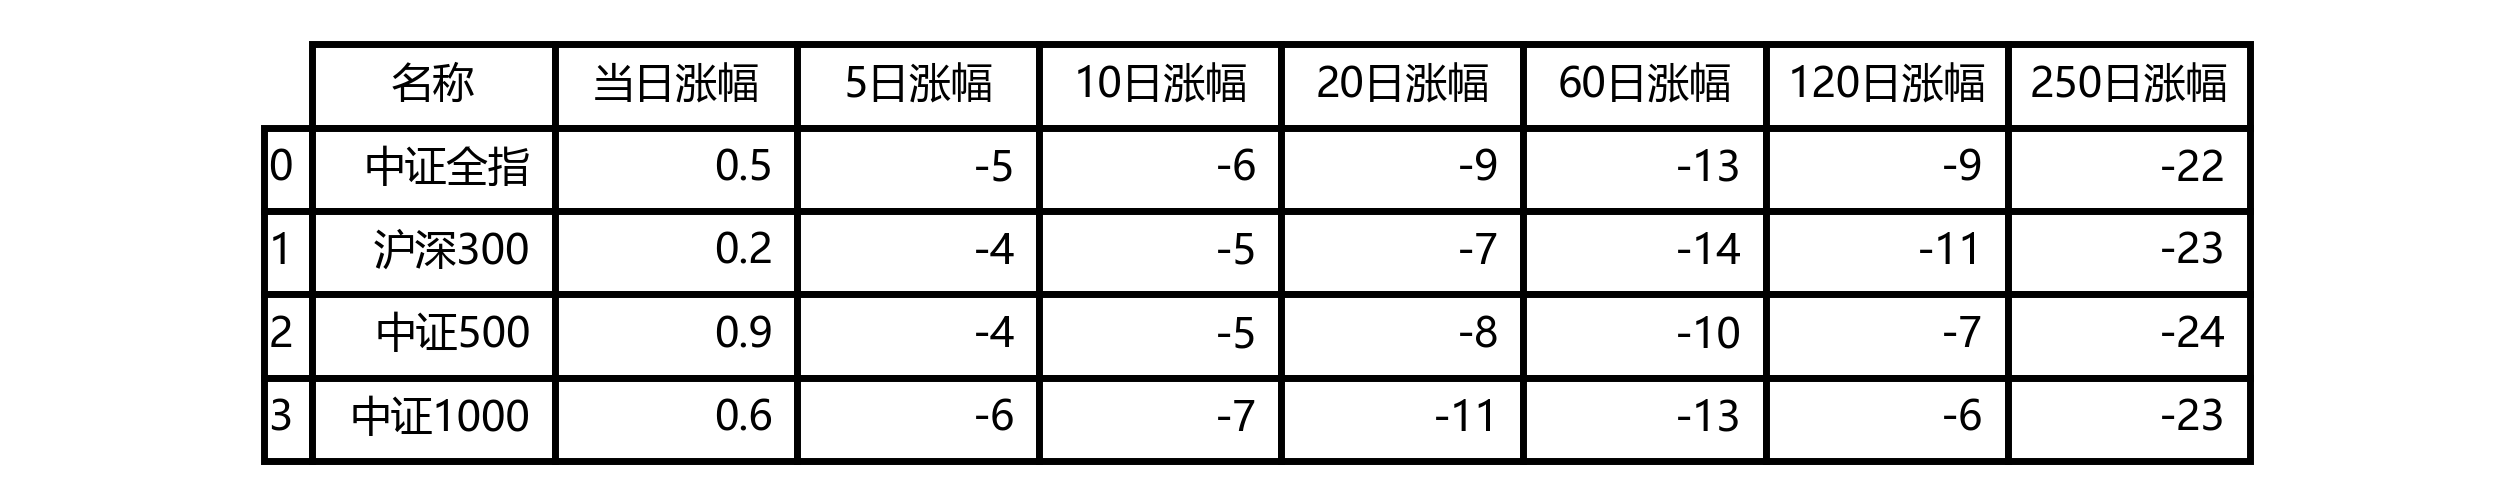 名称 当日涨幅 5日涨幅 10日涨幅 20日涨幅 60日涨幅 120日涨幅 250日涨幅
0 中证全指 0.5 -5 -6 -9 -13 -9 -22
1 沪深300 0.2 -4 -5 -7 -14 -11 -23
2 中证500 0.9 -4 -5 -8 -10 -7 -24
3 中证1000 0.6 -6 -7 -11 -13 -6 -23